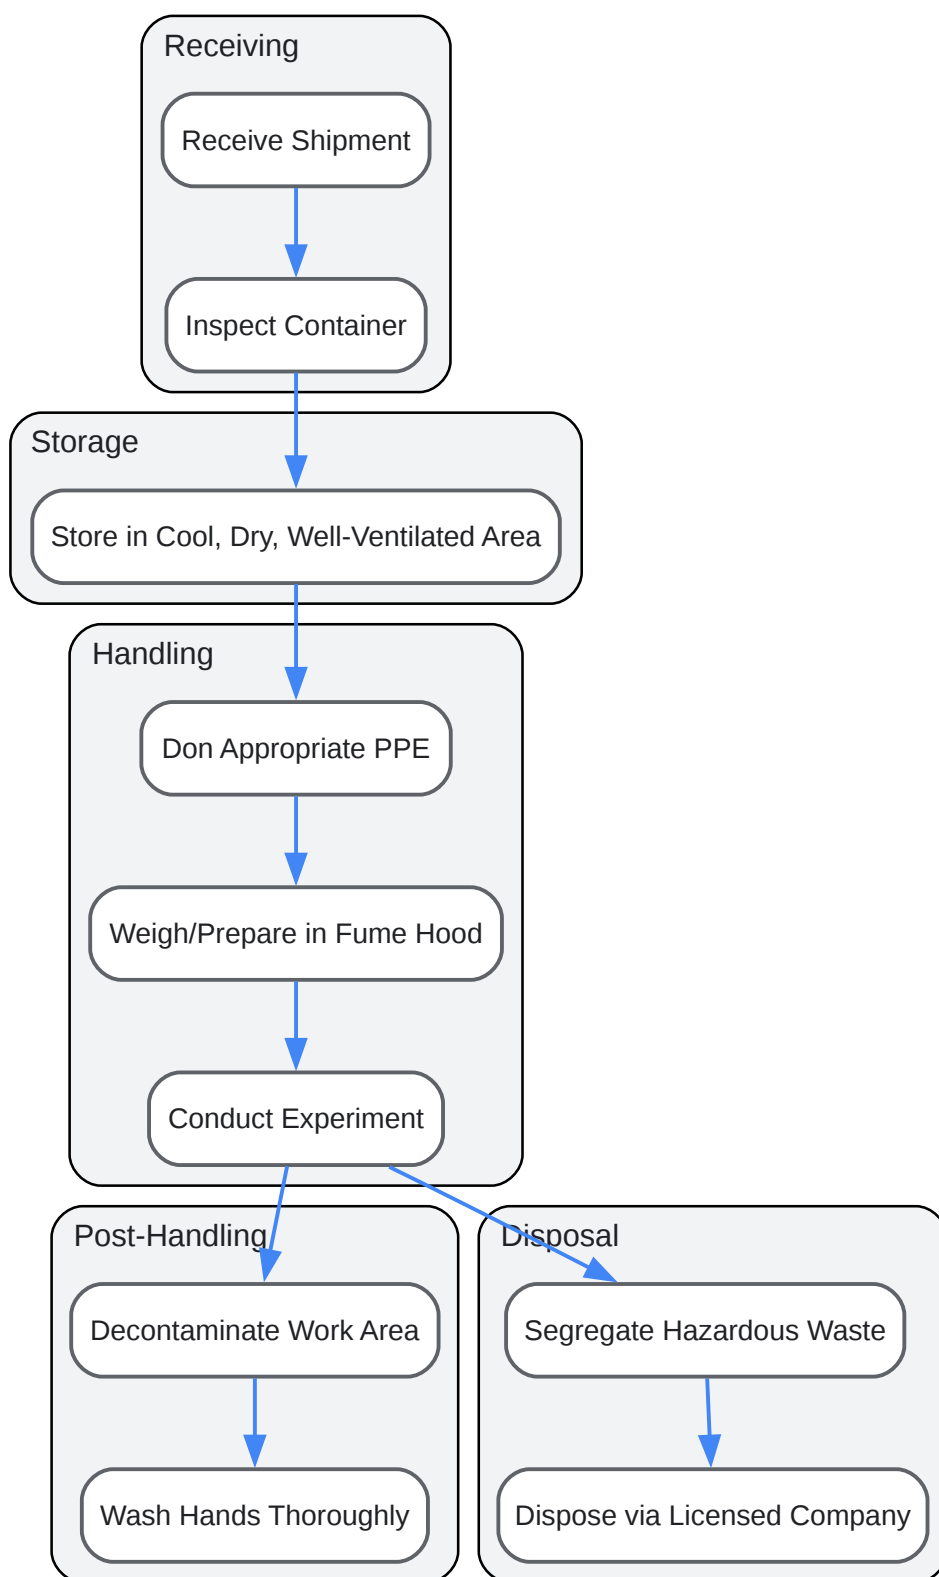 Receiving
Receive Shipment
Inspect Container
Storage
Store in Cool, Dry, Well-Ventilated Area
Handling
Don Appropriate PPE
Weigh/Prepare in Fume Hood
Conduct Experiment
Post-Handling
Decontaminate Work Area
Wash Hands Thoroughly
Disposal
Segregate Hazardous Waste
Dispose via Licensed Company